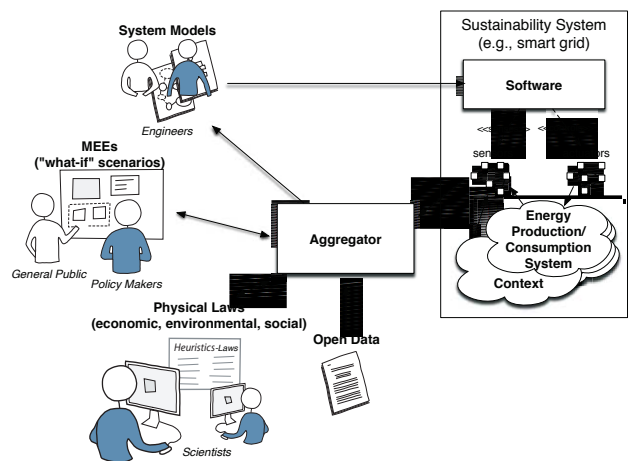 Sustainability System
(e.g., smart grid)
System Models
Software
Engineers
MEEs
("what-if" scenarios)
Energy
Production/
Consumption
System
Context
Aggregator
General Public
Policy Makers
Physical Laws
(economic, environmental, social)
Open Data
Heuristics-Laws
Scientists